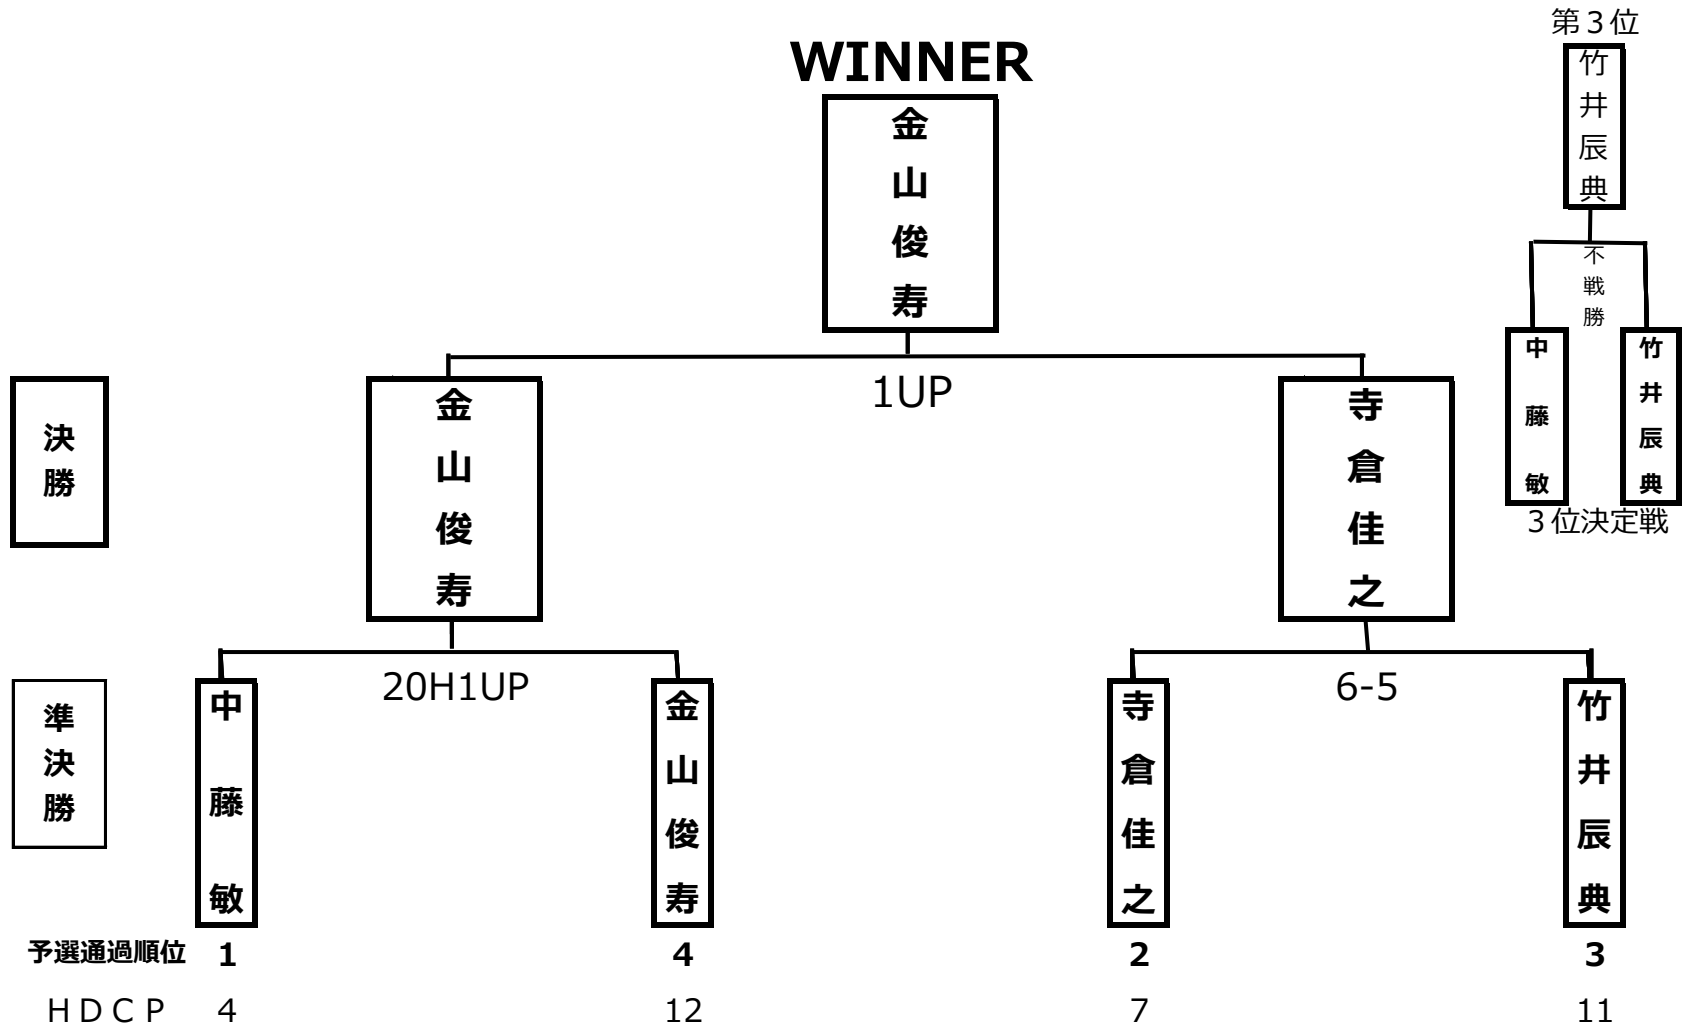 第３位
竹井辰典
不戦勝
中藤敏
竹井辰典
３位決定戦
WINNER
金山俊寿
1UP
決勝
金山俊寿
寺倉佳之
20H1UP
6-5
準決勝
中藤敏
金山俊寿
寺倉佳之
竹井辰典
予選通過順位 1 4 2 3
ＨＤＣＰ 4 12 7 11